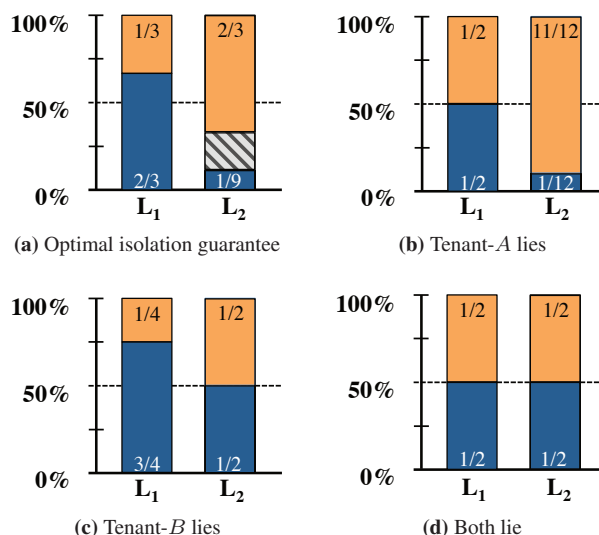 100%
50%
0%
1/3
2/3
2/3
1/9
L1
L2
(a) Optimal isolation guarantee
100%
50%
0%
1/2
11/12
1/2
1/12
L1
L2
(b) Tenant-A lies
100%
50%
0%
1/4
1/2
3/4
1/2
L1
L2
(c) Tenant-B lies
100%
50%
0%
1/2
1/2
1/2
1/2
L1
L2
(d) Both lie